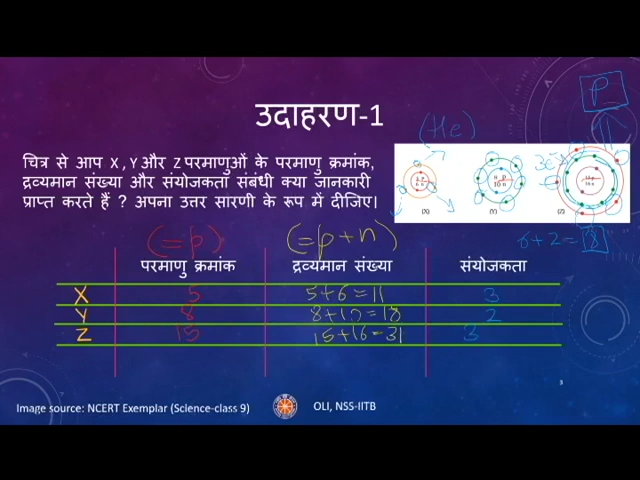 उदाहरण-1
P
(He)
चित्र से आप X , Y और Z परमाणुओं के परमाणु क्रमांक,
द्रव्यमान संख्या और संयोजकता संबंधी क्या जानकारी
प्राप्त करते हैं ? अपना उत्तर सारणी के रूप में दीजिए।
(X) (Y) (Z)
6+2=8
(=p) (=p+n)
परमाणु क्रमांक द्रव्यमान संख्या संयोजकता
X 5 5+6=11 3
Y 8 8+10=18 2
Z 15 15+16=31 3
3
Image source: NCERT Exemplar (Science-class 9) OLI, NSS-IITB